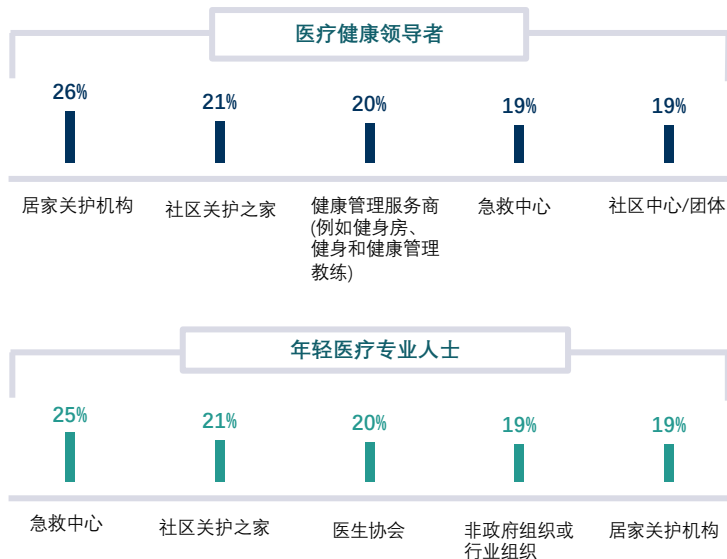 医疗健康领导者
26%
21%
20%
19%
19%
居家关护机构
社区关护之家
健康管理服务商
(例如健身房、
健身和健康管理
教练)
急救中心
社区中心/团体
年轻医疗专业人士
25%
21%
20%
19%
19%
急救中心
社区关护之家
医生协会
非政府组织或
行业组织
居家关护机构